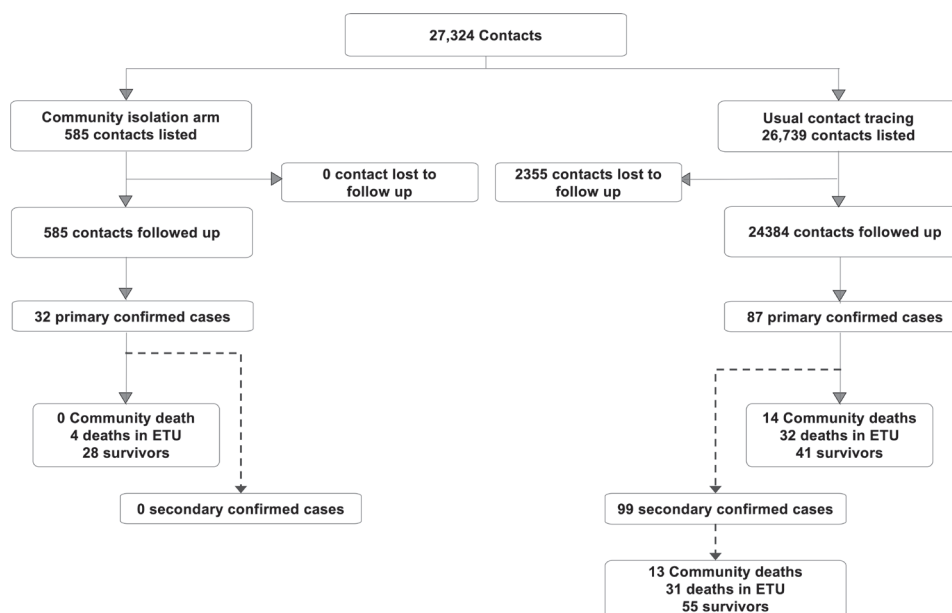 27,324 Contacts
Community isolation arm
585 contacts listed
Usual contact tracing
26,739 contacts listed
0 contact lost to
follow up
2355 contacts lost to
follow up
585 contacts followed up
24384 contacts followed up
32 primary confirmed cases
87 primary confirmed cases
0 Community death
4 deaths in ETU
28 survivors
14 Community deaths
32 deaths in ETU
41 survivors
0 secondary confirmed cases
99 secondary confirmed cases
13 Community deaths
31 deaths in ETU
55 survivors